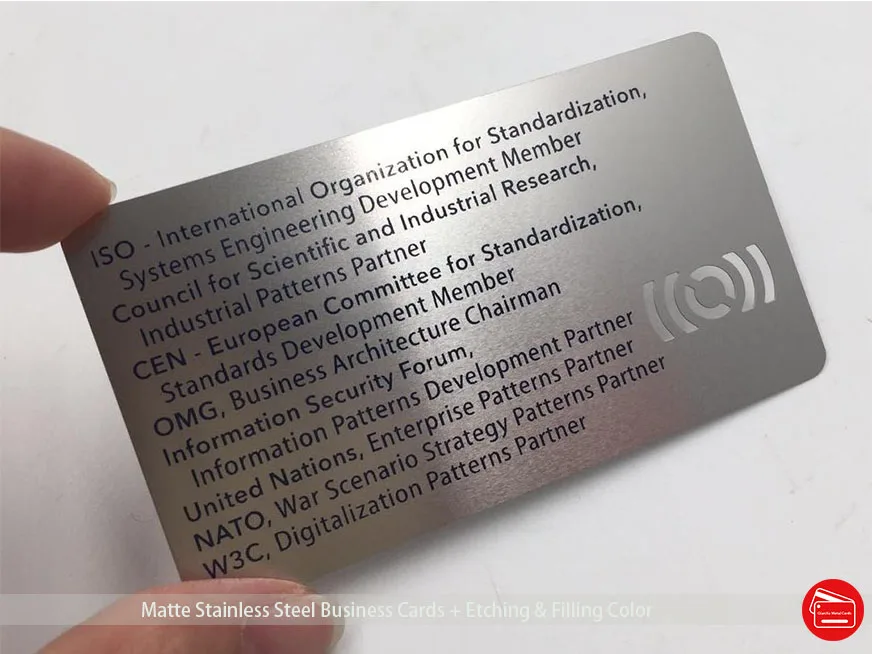 ISO - International Organization for Standardization,
Systems Engineering Development Member
Council for Scientific and Industrial Research,
Industrial Patterns Partner
CEN - European Committee for Standardization,
Standards Development Member
OMG, Business Architecture Chairman
Information Security Forum,
Information Patterns Development Partner
United Nations, Enterprise Patterns Partner
NATO, War Scenario Strategy Patterns Partner
W3C, Digitalization Patterns Partner
Matte Stainless Steel Business Cards + Etching & Filling Color